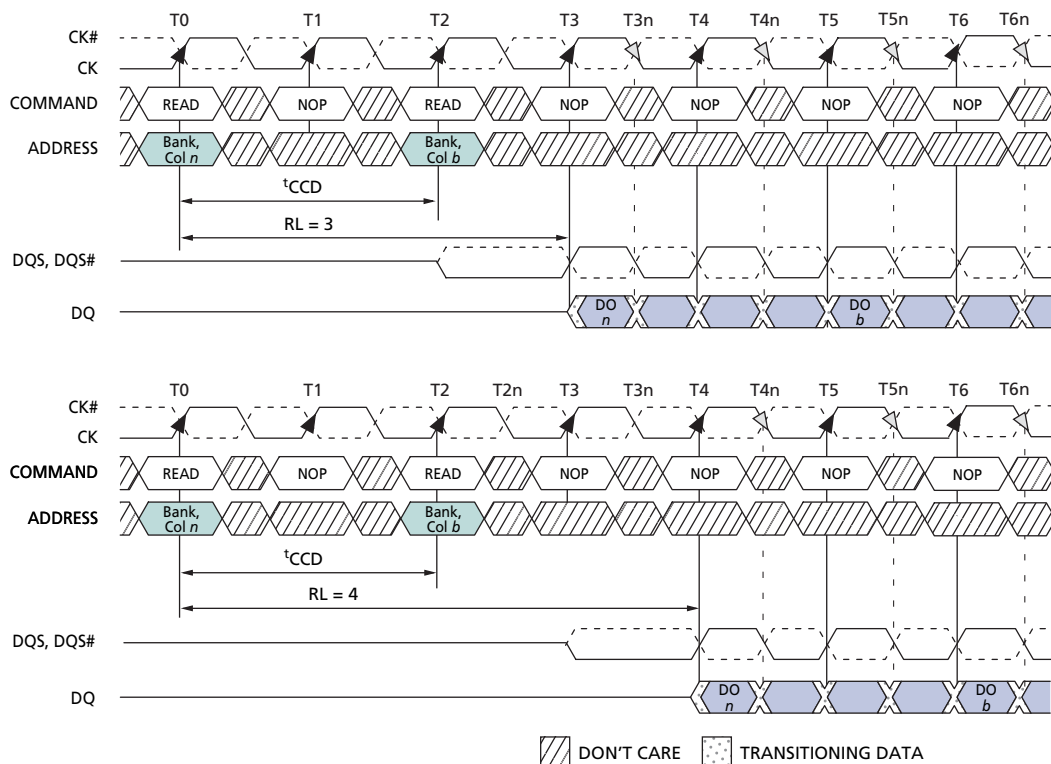 T0 T1 T2 T3 T3n T4 T4n T5 T5n T6 T6n
CK#
CK
COMMAND READ NOP READ NOP NOP NOP NOP
ADDRESS Bank, Col n Bank, Col b
tCCD
RL = 3
DQS, DQS#
DQ DO n DO b
T0 T1 T2 T2n T3 T3n T4 T4n T5 T5n T6 T6n
CK#
CK
COMMAND READ NOP READ NOP NOP NOP NOP
ADDRESS Bank, Col n Bank, Col b
tCCD
RL = 4
DQS, DQS#
DQ DO n DO b
DON'T CARE TRANSITIONING DATA